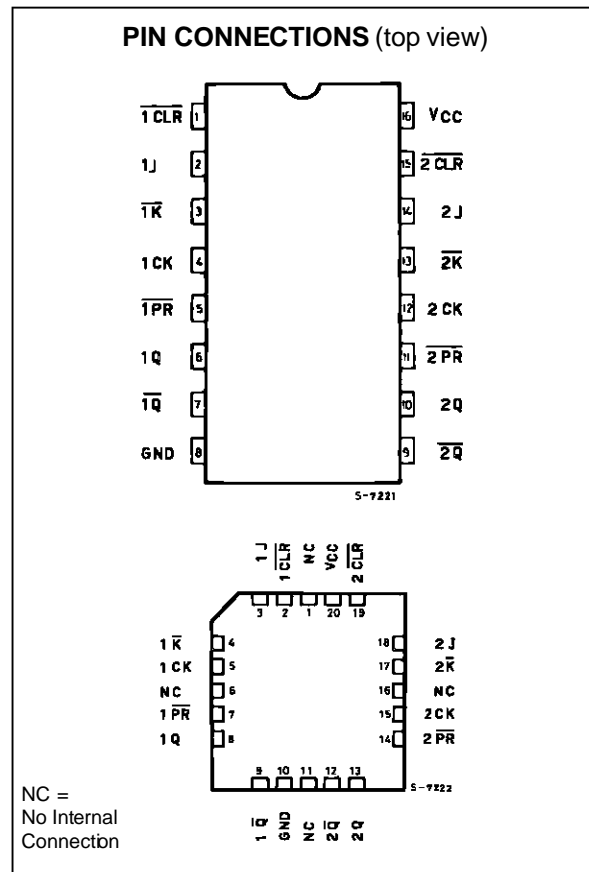 PIN CONNECTIONS (top view)
1CLR 1 16 VCC
1J 2 15 2CLR
1K 3 14 2J
1CK 4 13 2K
1PR 5 12 2CK
1Q 6 11 2PR
1Q 7 10 2Q
GND 8 9 2Q
S-7221
1J 1CLR NC VCC 2CLR
3 2 1 20 19
1K 4 18 2J
1CK 5 17 2K
NC 6 16 NC
1PR 7 15 2CK
1Q 8 14 2PR
9 10 11 12 13
S-7222
1Q GND NC 2Q 2Q
NC =
No Internal
Connection